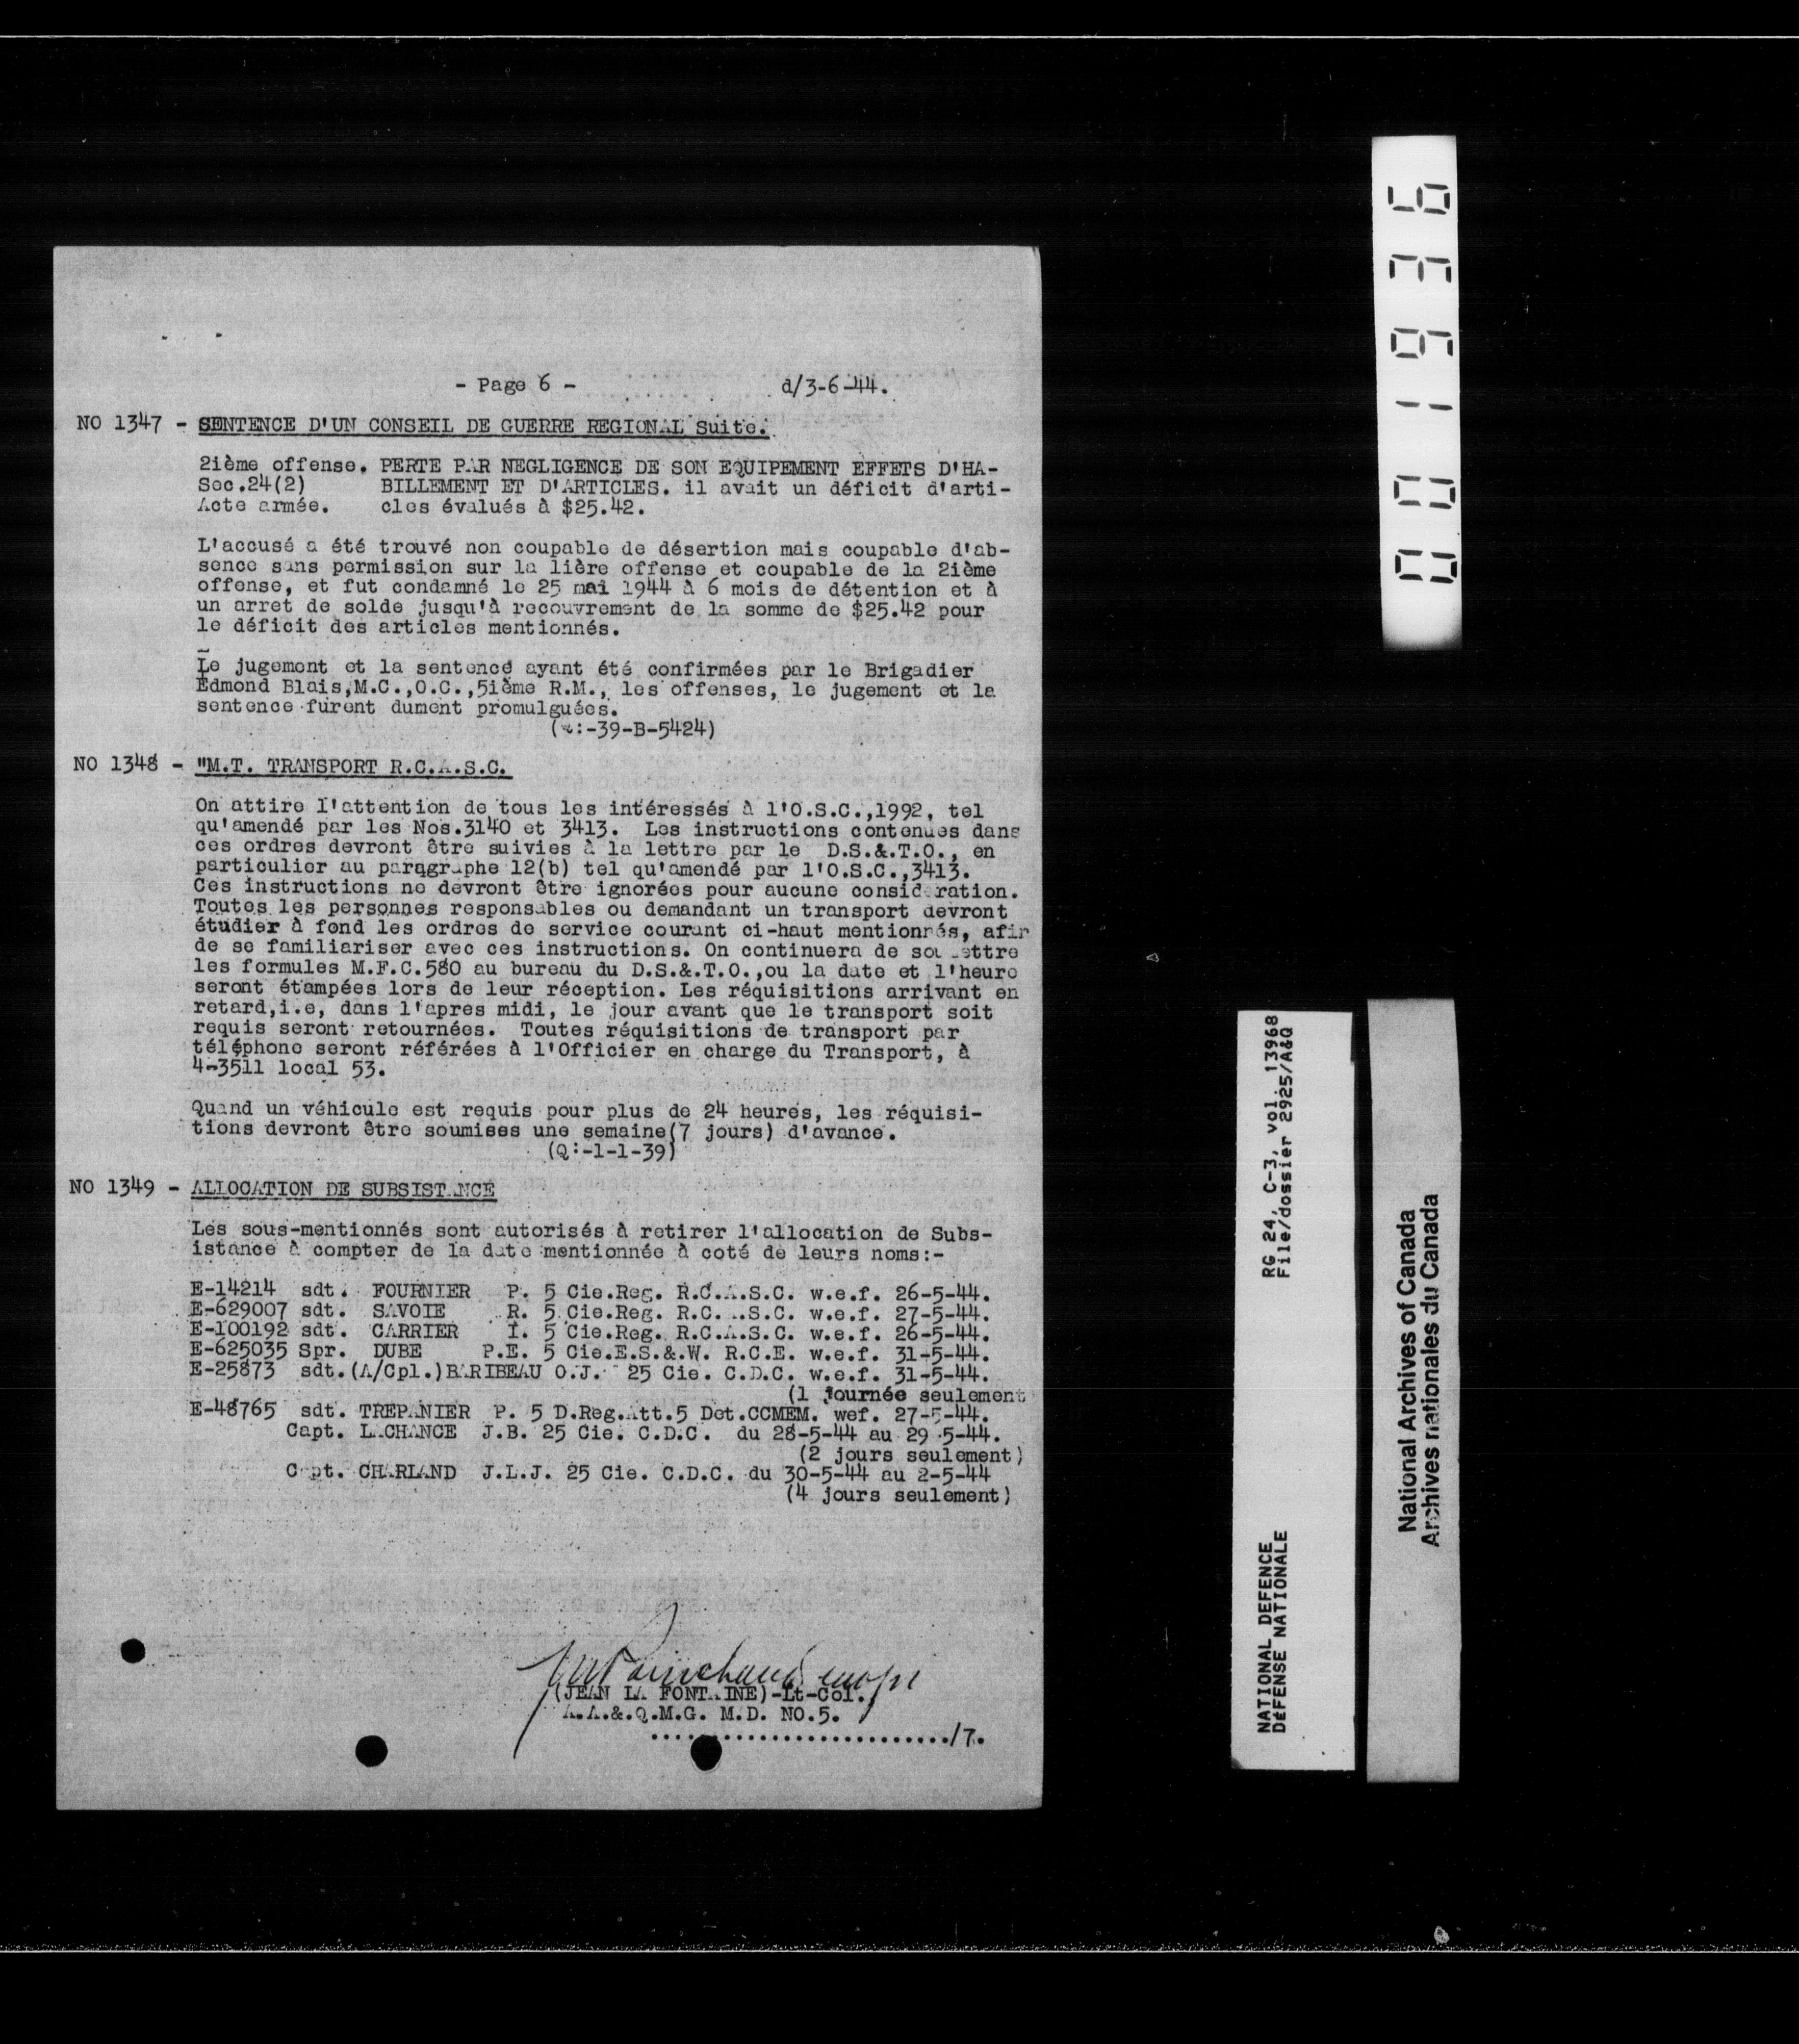 - Page 6 - d/3-6-44.
NO 1347 - SENTENCE D'UN CONSEIL DE GUERRE REGIONAL Suite.
2ième offense. PERTE PAR NEGLIGENCE DE SON EQUIPEMENT EFFETS D'HA-
Sec.24(2) BILLEMENT ET D'ARTICLES. il avait un déficit d'arti-
Acte armée. cles évalués à $25.42.
L'accusé a été trouvé non coupable de désertion mais coupable d'ab-
sence sans permission sur la lière offense et coupable de la 2ième
offense, et fut condamné le 25 mai 1944 à 6 mois de détention et à
un arret de solde jusqu'à recouvrement de la somme de $25.42 pour
le déficit des articles mentionnés.
Le jugement et la sentence ayant été confirmées par le Brigadier
Edmond Blais,M.C.,O.C.,5ième R.M., les offenses, le jugement et la
sentence furent dument promulguées.
( :-39-B-5424)
NO 1348 - "M.T. TRANSPORT R.C.A.S.C.
On attire l'attention de tous les intéressés à l'O.S.C.,1992, tel
qu'amendé par les Nos.3140 et 3413. Les instructions contenues dans
ces ordres devront être suivies à la lettre par le D.S.&.T.O., en
particulier au paragraphe 12(b) tel qu'amendé par l'O.S.C.,3413.
Ces instructions ne devront être ignorées pour aucune considération.
Toutes les personnes responsables ou demandant un transport devront
étudier à fond les ordres de service courant ci-haut mentionnés, afin
de se familiariser avec ces instructions. On continuera de soumettre
les formules M.F.C.580 au bureau du D.S.&.T.O.,ou la date et l'heure
seront étampées lors de leur réception. Les réquisitions arrivant en
retard,i.e, dans l'apres midi, le jour avant que le transport soit
requis seront retournées. Toutes réquisitions de transport par
téléphone seront référées à l'Officier en charge du Transport, à
4-3511 local 53.
Quand un véhicule est requis pour plus de 24 heures, les réquisi-
tions devront être soumises une semaine(7 jours) d'avance.
(Q:-1-1-39)
NO 1349 - ALLOCATION DE SUBSISTANCE
Les sous-mentionnés sont autorisés à retirer l'allocation de Subs-
istance à compter de la date mentionnée à coté de leurs noms:-
E-14214 sdt. FOURNIER P. 5 Cie.Reg. R.C.A.S.C. w.e.f. 26-5-44.
E-629007 sdt. SAVOIE R. 5 Cie.Reg. R.C.A.S.C. w.e.f. 27-5-44.
E-100192 sdt. CARRIER I. 5 Cie.Reg. R.C.A.S.C. w.e.f. 26-5-44.
E-625035 Spr. DUBE P.E. 5 Cie.E.S.&.W. R.C.E. w.e.f. 31-5-44.
E-25873 sdt.(A/Cpl.)BARIBEAU O.J. 25 Cie. C.D.C. w.e.f. 31-5-44.
(1 journée seulement
E-48765 sdt. TREPANIER P. 5 D.Reg.Att.5 Det.CCMEM. wef. 27-5-44.
Capt. LACHANCE J.B. 25 Cie. C.D.C. du 28-5-44 au 29-5-44.
(2 jours seulement)
Capt. CHARLAND J.L.J. 25 Cie. C.D.C. du 30-5-44 au 2-5-44
(4 jours seulement)
(JEAN LA FONTAINE)-Lt-Col.
A.A.&.Q.M.G. M.D. NO.5.
........................../7.
001936
RG 24, C-3, vol. 13968
File/dossier 2925/A&Q
NATIONAL DEFENCE
DÉFENSE NATIONALE
National Archives of Canada
Archives nationales du Canada